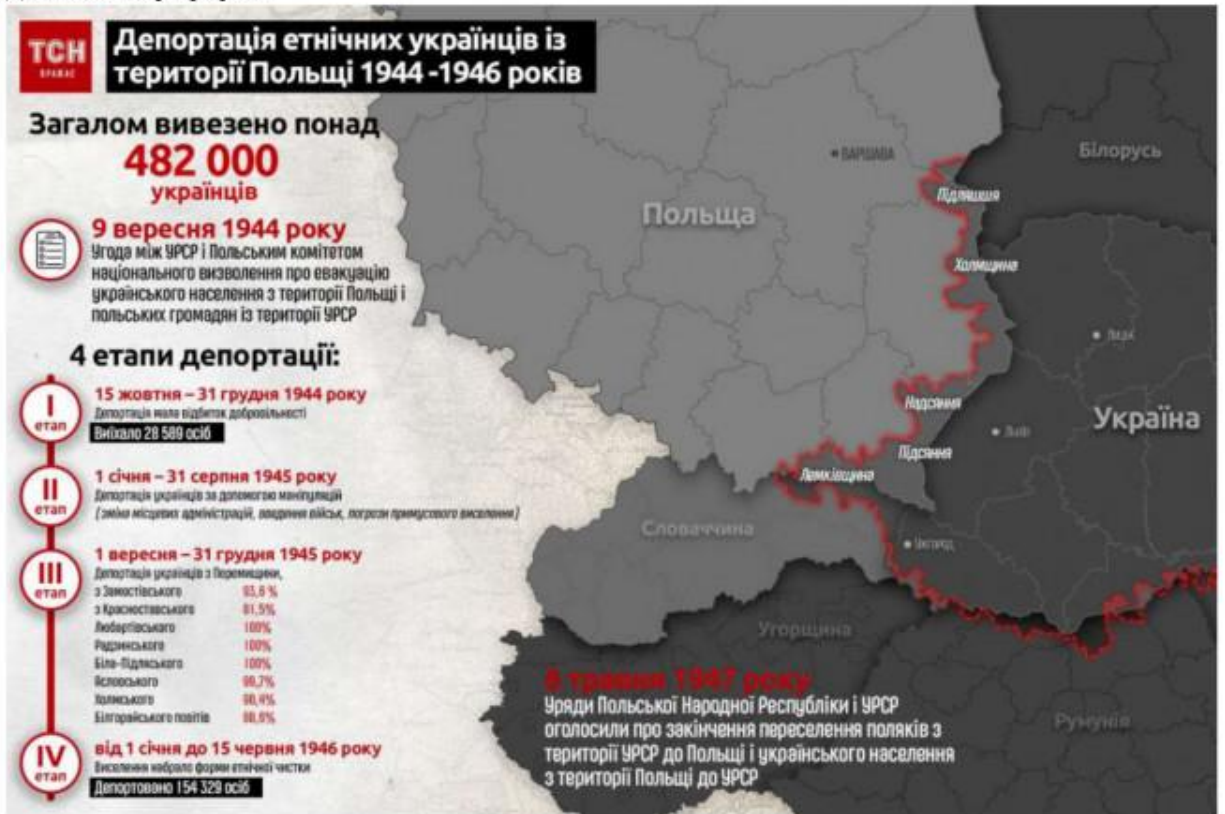 ТСН
ВРАЖАЄ
Депортація етнічних українців із
території Польщі 1944 -1946 років
Загалом вивезено понад
482 000
українців
9 вересня 1944 року
Угода між УРСР і Польським комітетом
національного визволення про евакуацію
українського населення з території Польщі і
польських громадян із території УРСР
4 етапи депортації:
I
етап
15 жовтня – 31 грудня 1944 року
Депортація мала відбиток добровільності
Виїхало 28 589 осіб
II
етап
1 січня – 31 серпня 1945 року
Депортація українців за допомогою маніпуляцій
( зміна місцевих адміністрацій, введення військ, погрози примусового виселення )
III
етап
1 вересня – 31 грудня 1945 року
Депортація українців з Перемищини,
з Замостівського
з Красноставського
Любартівського 100%
Радзинського 100%
Біла-Підляського 100%
Ясловського
Холмського
Білгорайського повітів
IV
етап
від 1 січня до 15 червня 1946 року
Виселення набрало форми етнічної чистки
Депортовано 154 329 осіб
ВАРШАВА
Білорусь
Польща
Підляшшя
Холмщина
Надсяння
Підсяння
Лемківщина
Україна
Львів
Словаччина
Ужгород
Угорщина
Румунія
травня 1947 року
Уряди Польської Народної Республіки і УРСР
оголосили про закінчення переселення поляків з
території УРСР до Польщі і українського населення
з території Польщі до УРСР